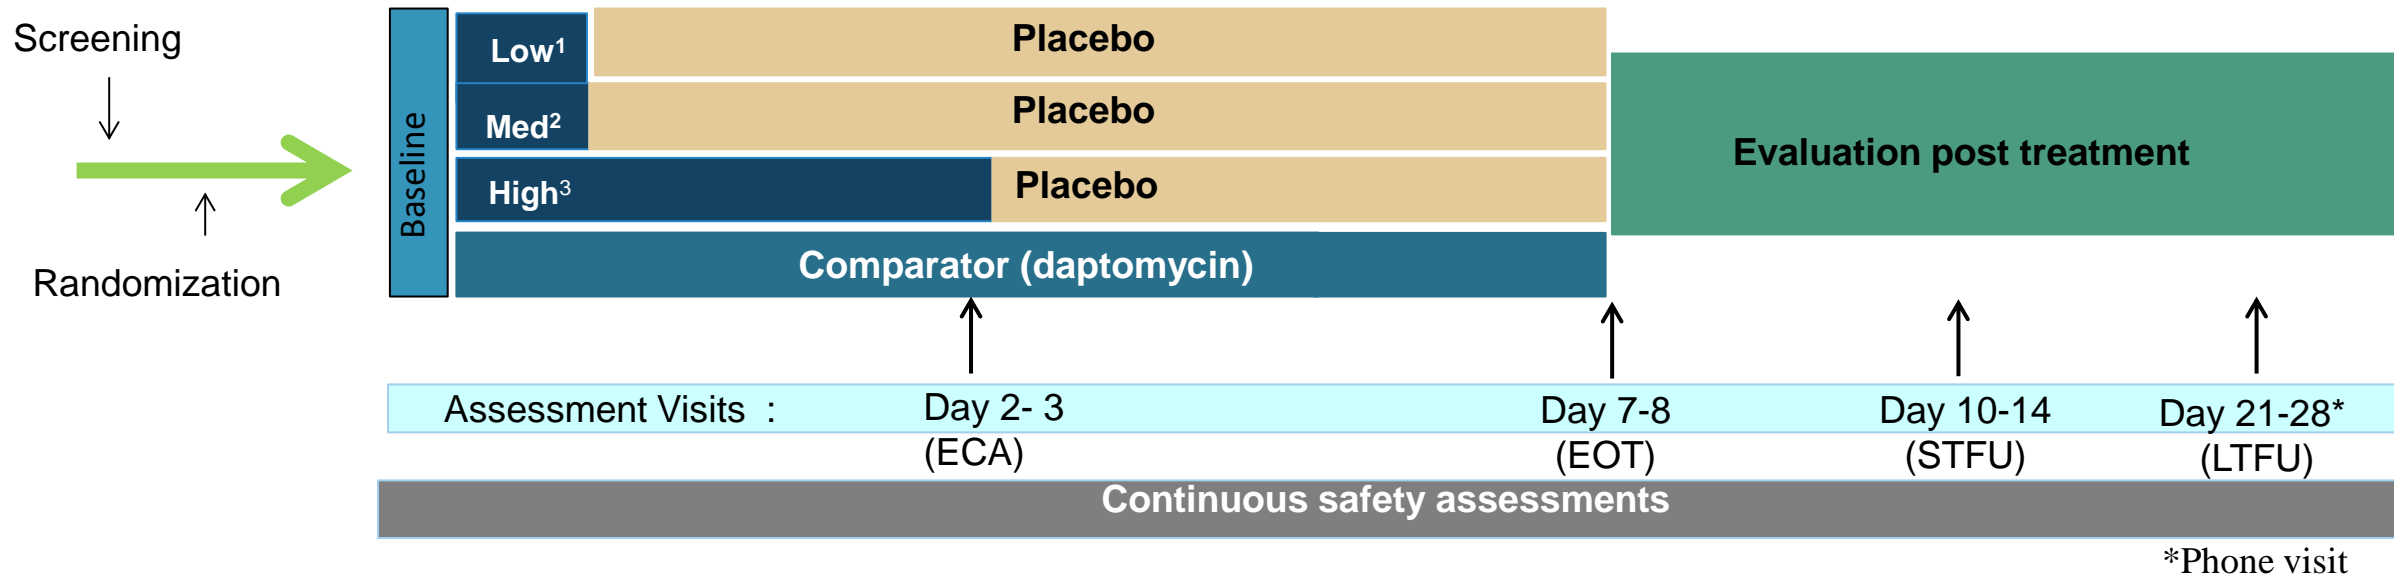 Screening
Randomization
Baseline
Low¹
Placebo
Med²
Placebo
High³
Placebo
Comparator (daptomycin)
Evaluation post treatment
Assessment Visits :
Day 2- 3
(ECA)
Day 7-8
(EOT)
Day 10-14
(STFU)
Day 21-28*
(LTFU)
Continuous safety assessments
*Phone visit